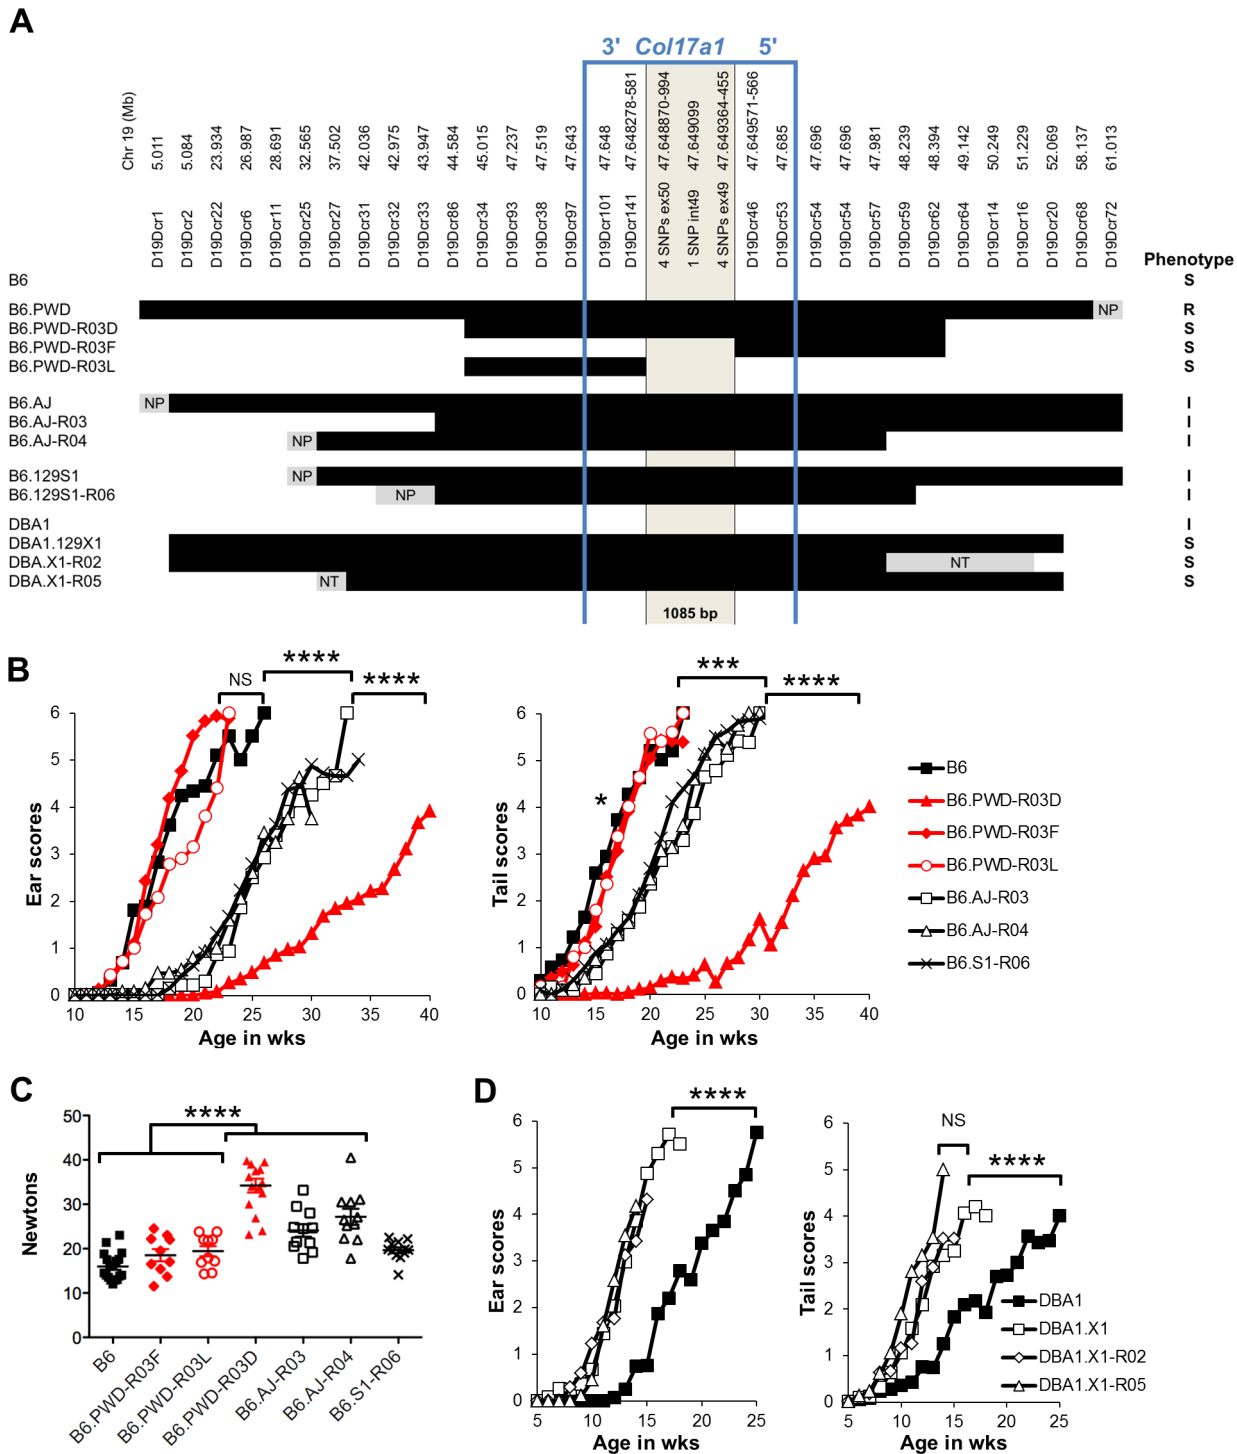 A
3' Col17a1 5'
Chr 19 (Mb)
5.011
5.084
23.934
26.987
28.691
32.565
37.502
42.036
42.975
43.947
44.584
45.015
47.237
47.519
47.643
47.648
47.648278-581
47.648870-994
47.649099
47.649364-455
47.649571-566
47.685
47.696
47.696
47.981
48.239
48.394
49.142
50.249
51.229
52.069
58.137
61.013
D19Dcr1
D19Dcr2
D19Dcr22
D19Dcr6
D19Dcr11
D19Dcr25
D19Dcr27
D19Dcr31
D19Dcr32
D19Dcr33
D19Dcr86
D19Dcr34
D19Dcr93
D19Dcr38
D19Dcr97
D19Dcr101
D19Dcr141
4 SNPs ex50
1 SNP int49
4 SNPs ex49
D19Dcr46
D19Dcr53
D19Dcr54
D19Dcr54
D19Dcr57
D19Dcr59
D19Dcr62
D19Dcr64
D19Dcr14
D19Dcr16
D19Dcr20
D19Dcr68
D19Dcr72
Phenotype
B6 S
B6.PWD NP R
B6.PWD-R03D S
B6.PWD-R03F S
B6.PWD-R03L S
B6.AJ NP I
B6.AJ-R03 I
B6.AJ-R04 NP I
B6.129S1 NP I
B6.129S1-R06 NP I
DBA1 I
DBA1.129X1 S
DBA.X1-R02 NT S
DBA.X1-R05 NT S
1085 bp
B
NS
****
****
Ear scores
6
5
4
3
2
1
0
10 15 20 25 30 35 40
Age in wks
***
****
*
Tail scores
6
5
4
3
2
1
0
10 15 20 25 30 35 40
Age in wks
B6
B6.PWD-R03D
B6.PWD-R03F
B6.PWD-R03L
B6.AJ-R03
B6.AJ-R04
B6.S1-R06
C
****
Newtons
50
40
30
20
10
0
B6
B6.PWD-R03F
B6.PWD-R03L
B6.PWD-R03D
B6.AJ-R03
B6.AJ-R04
B6.S1-R06
D
****
Ear scores
6
5
4
3
2
1
0
5 10 15 20 25
Age in wks
NS
****
Tail scores
6
5
4
3
2
1
0
5 10 15 20 25
Age in wks
DBA1
DBA1.X1
DBA1.X1-R02
DBA1.X1-R05